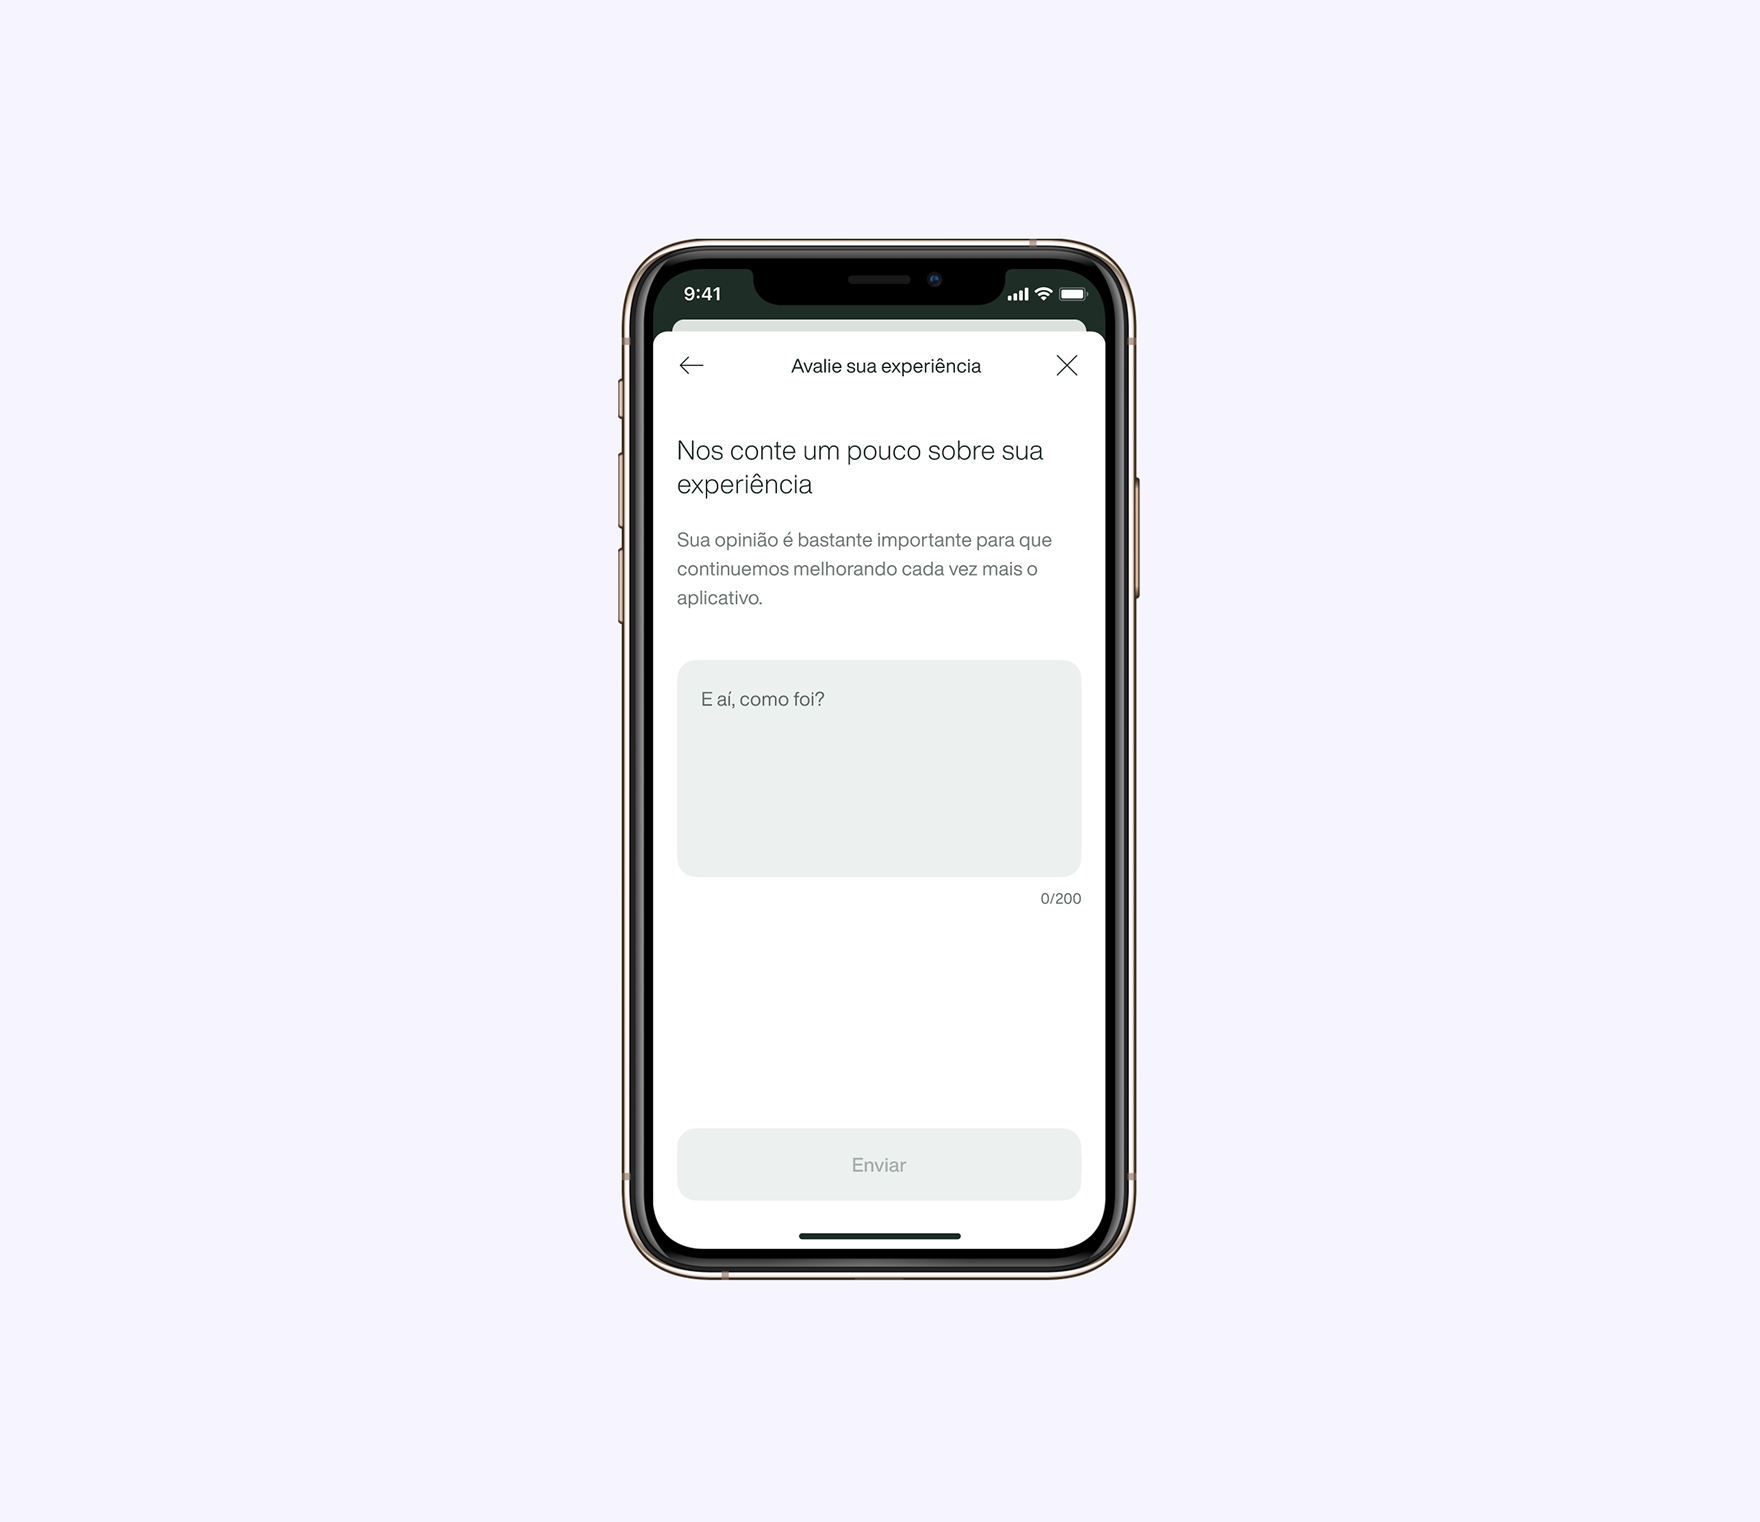 9:41
Avalie sua experiência
Nos conte um pouco sobre sua
experiência
Sua opinião é bastante importante para que
continuemos melhorando cada vez mais o
aplicativo.
E aí, como foi?
0/200
Enviar